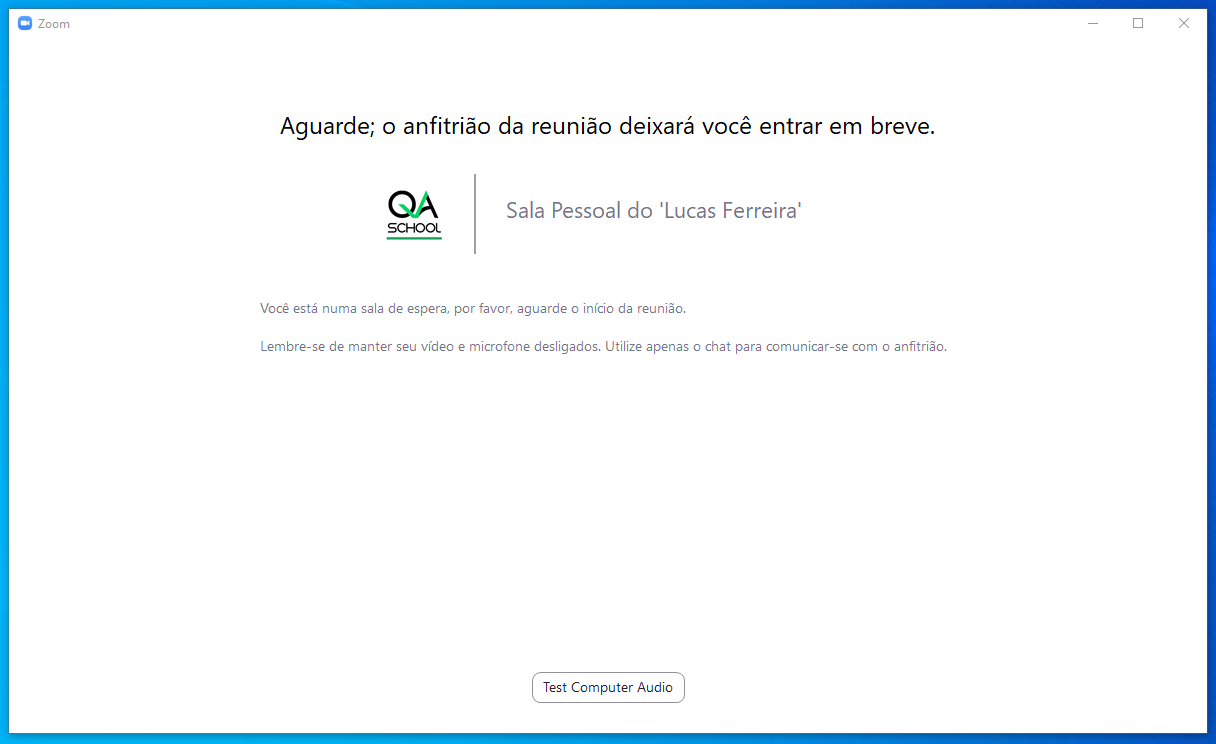 Zoom
Aguarde; o anfitrião da reunião deixará você entrar em breve.
QA
SCHOOL
Sala Pessoal do 'Lucas Ferreira'
Você está numa sala de espera, por favor, aguarde o início da reunião.
Lembre-se de manter seu vídeo e microfone desligados. Utilize apenas o chat para comunicar-se com o anfitrião.
Test Computer Audio